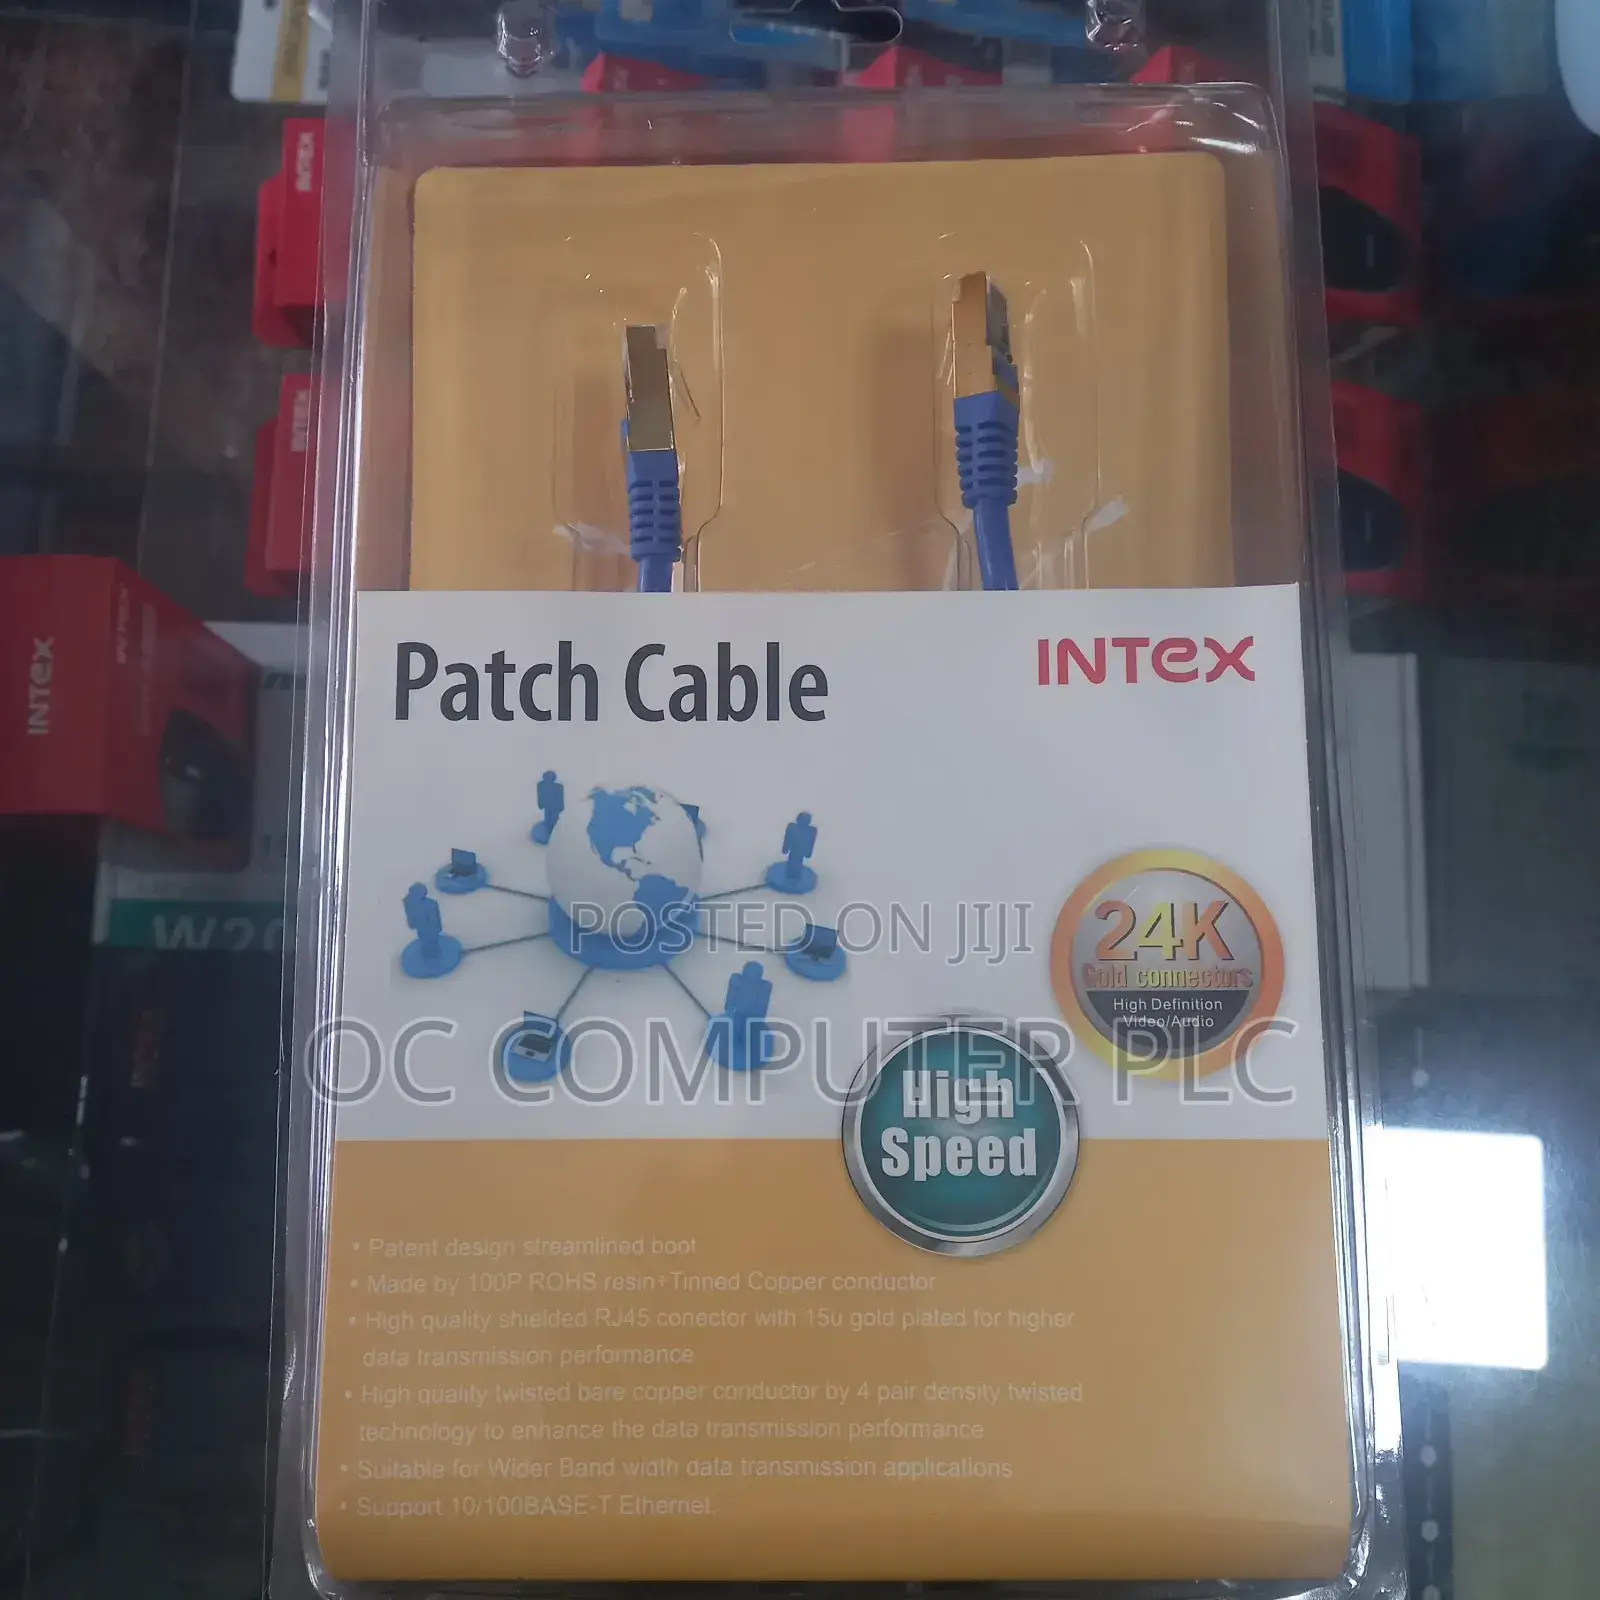 INTEX
INTEX
INTEX
INTEX
Patch Cable
INTEX
POSTED ON JIJI
24K
Gold connectors
High Definition
Video/Audio
OC COMPUTER PLC
High
Speed
W20
• Patent design streamlined boot
• Made by 100P ROHS resin+Tinned Copper conductor
• High quality shielded RJ45 conector with 15u gold plated for higher
data transmission performance
• High quality twisted bare copper conductor by 4 pair density twisted
technology to enhance the data transmission performance
• Suitable for Wider Band width data transmission applications
• Support 10/100BASE-T Ethernet.